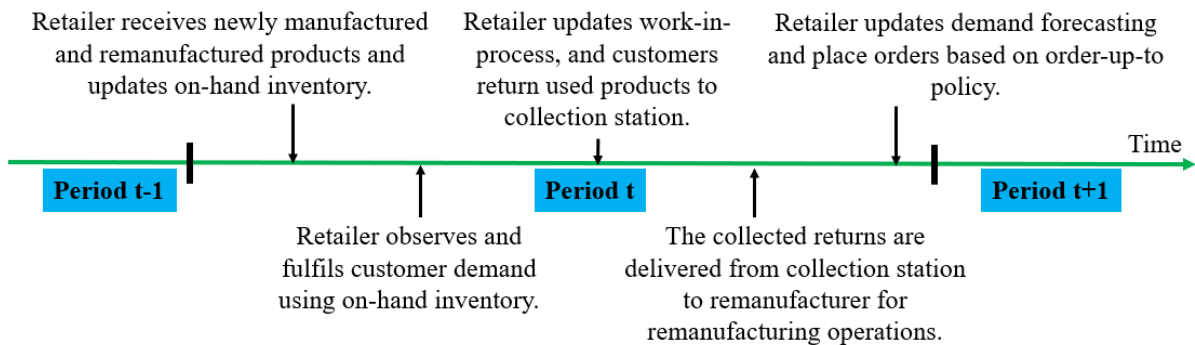 Retailer receives newly manufactured
and remanufactured products and
updates on-hand inventory.
Retailer updates work-in-
process, and customers
return used products to
collection station.
Retailer updates demand forecasting
and place orders based on order-up-to
policy.
Time
Period t-1
Period t
Period t+1
Retailer observes and
fulfils customer demand
using on-hand inventory.
The collected returns are
delivered from collection station
to remanufacturer for
remanufacturing operations.